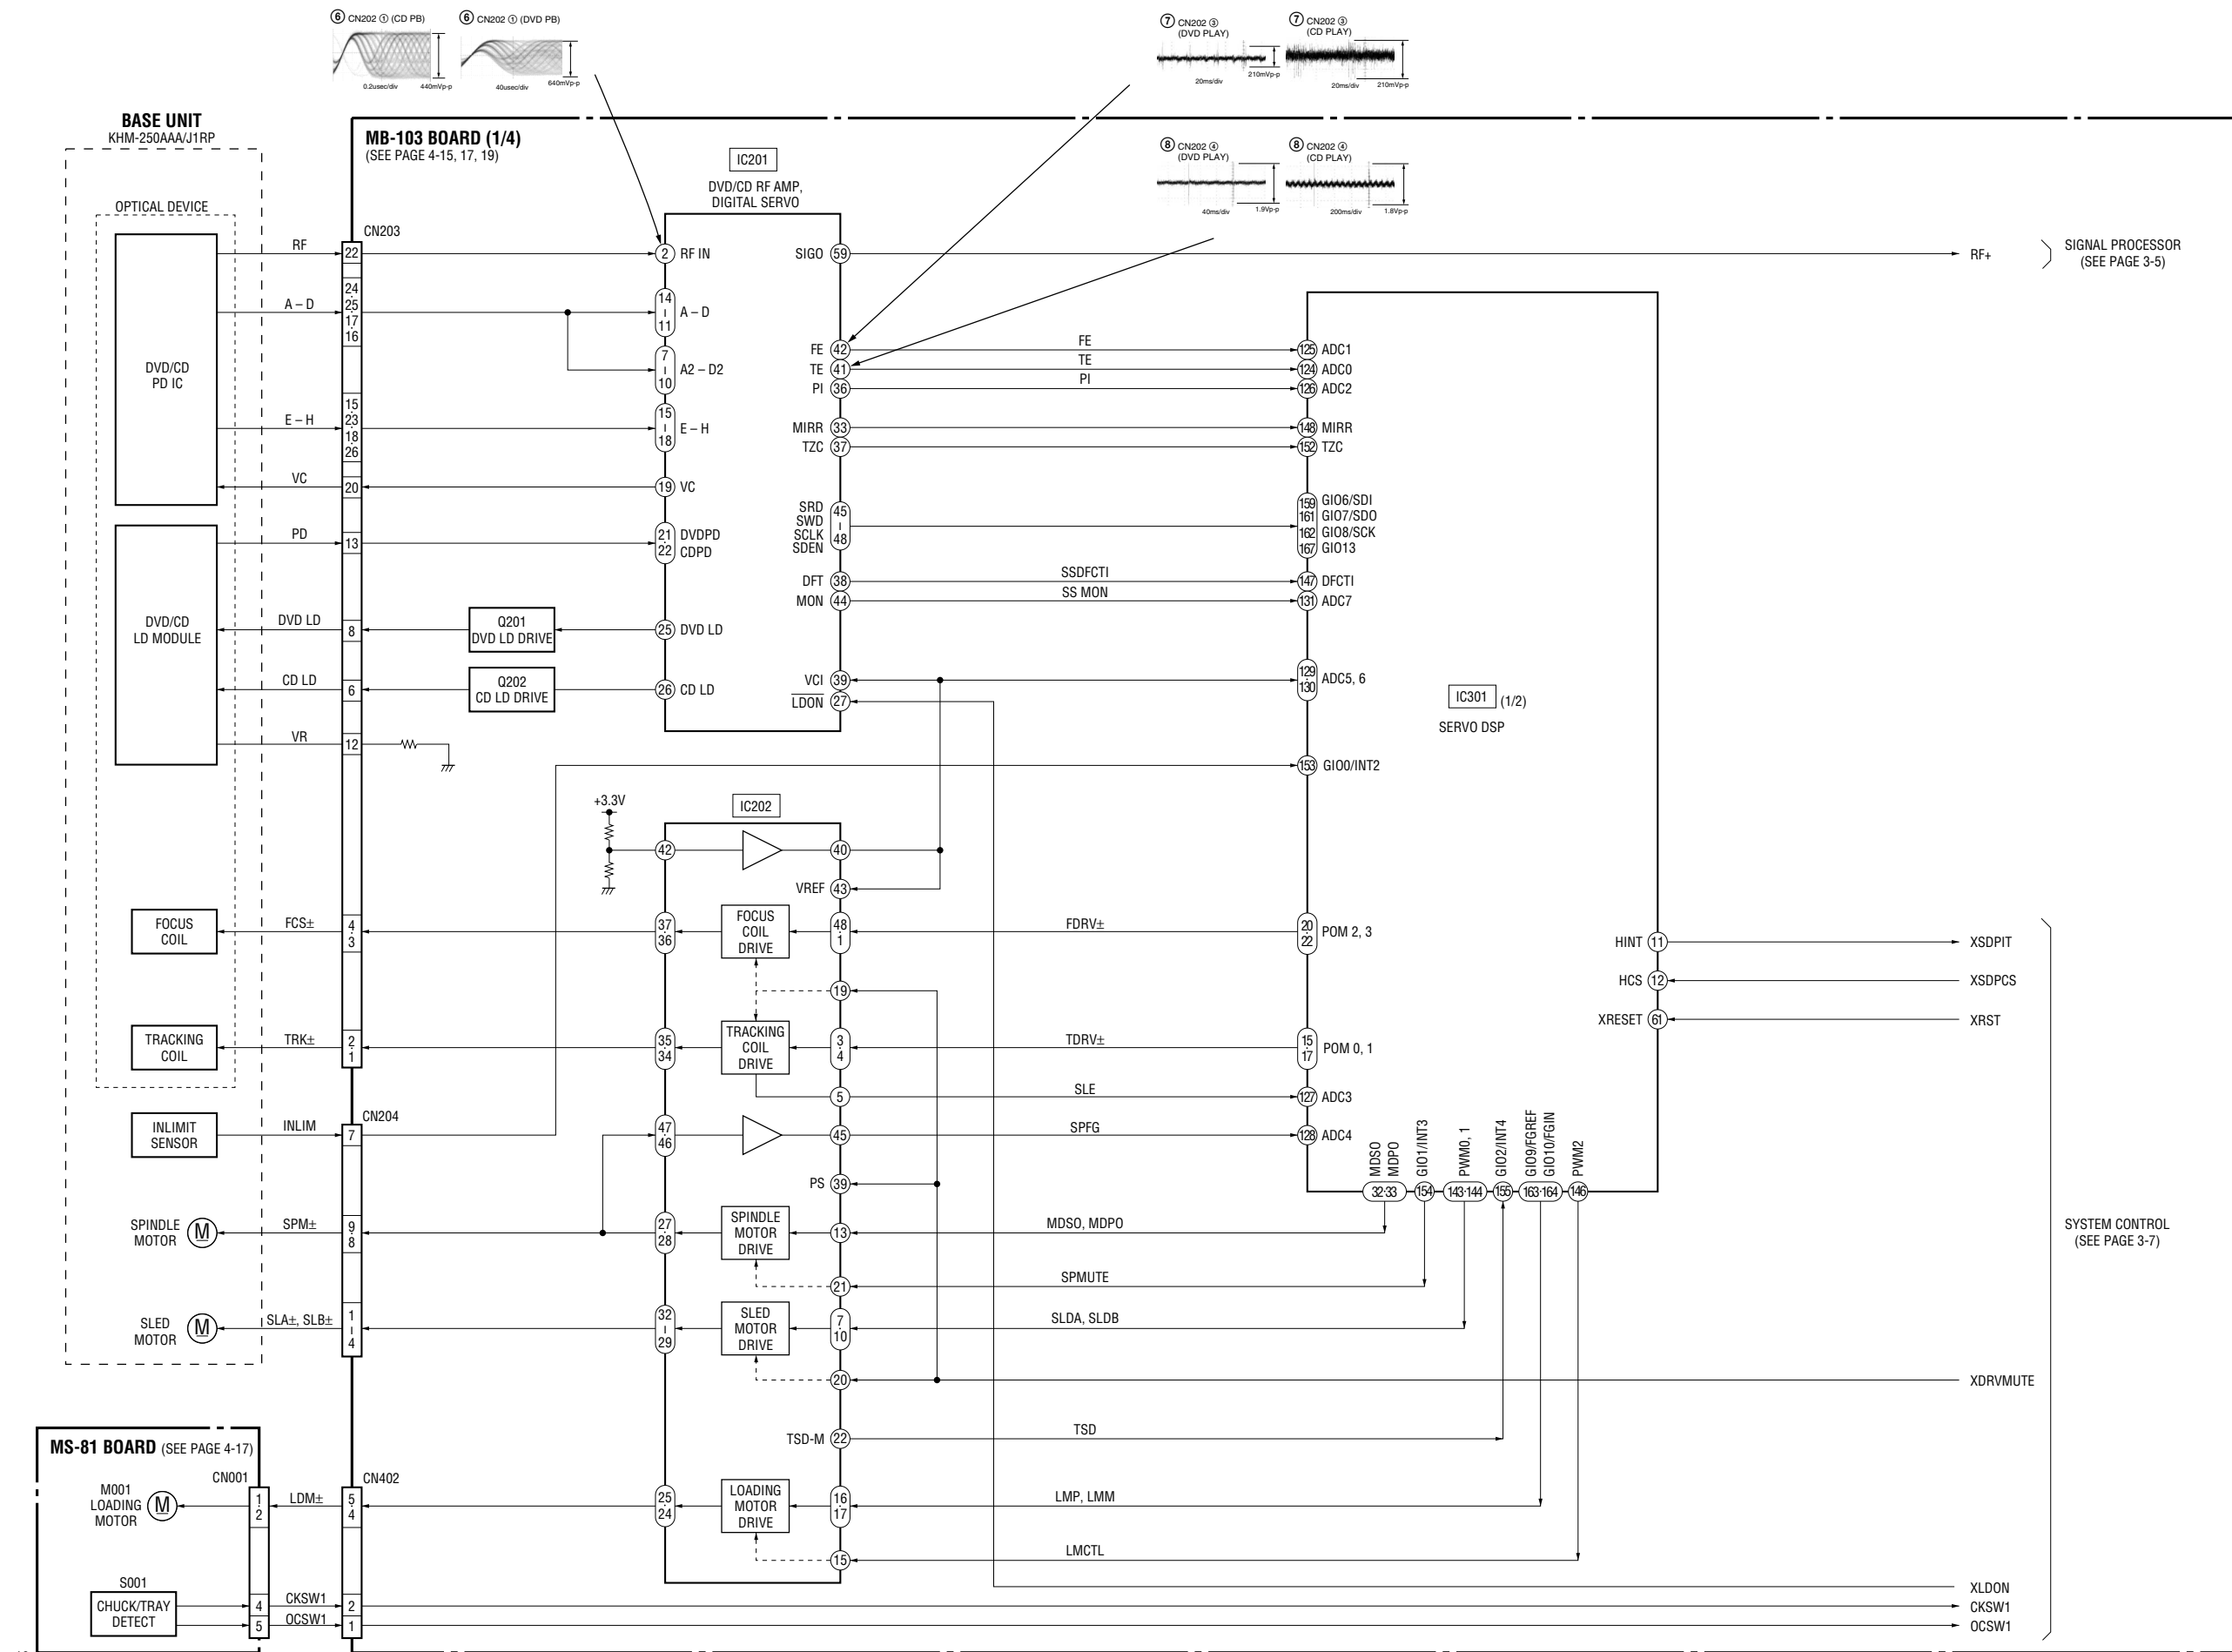 ⑥ CN202 ① (CD PB)
0.2usec/div
440mVp-p
⑥ CN202 ① (DVD PB)
40usec/div
640mVp-p
⑦ CN202 ③
(DVD PLAY)
20ms/div
210mVp-p
⑦ CN202 ③
(CD PLAY)
20ms/div
210mVp-p
⑧ CN202 ④
(DVD PLAY)
40ms/div
1.9Vp-p
⑧ CN202 ④
(CD PLAY)
200ms/div
1.8Vp-p
BASE UNIT
KHM-250AAA/J1RP
OPTICAL DEVICE
DVD/CD
PD IC
DVD/CD
LD MODULE
FOCUS
COIL
TRACKING
COIL
INLIMIT
SENSOR
SPINDLE
MOTOR
M
SLED
MOTOR
M
RF
A – D
E – H
VC
PD
DVD LD
CD LD
VR
FCS±
TRK±
INLIM
SPM±
SLA±, SLB±
MB-103 BOARD (1/4)
(SEE PAGE 4-15, 17, 19)
CN203
22
24
25
17
16
15
23
18
26
20
13
8
6
12
4
3
2
1
CN204
7
9
8
1
4
Q201
DVD LD DRIVE
Q202
CD LD DRIVE
IC201
DVD/CD RF AMP,
DIGITAL SERVO
2 RF IN
14
11
A – D
7
10
A2 – D2
15
18
E – H
19 VC
21 DVDPD
22 CDPD
25 DVD LD
26 CD LD
SIGO 59
FE 42
TE 41
PI 36
MIRR 33
TZC 37
SRD
SWD
SCLK
SDEN
45
48
DFT 38
MON 44
VCI 39
LDON 27
FE
TE
PI
SSDFCTI
SS MON
RF+
SIGNAL PROCESSOR
(SEE PAGE 3-5)
125 ADC1
124 ADC0
126 ADC2
148 MIRR
152 TZC
159 GIO6/SDI
161 GIO7/SDO
162 GIO8/SCK
167 GIO13
147 DFCTI
131 ADC7
129
130
ADC5, 6
153 GIO0/INT2
IC301 (1/2)
SERVO DSP
20
22
POM 2, 3
15
17
POM 0, 1
127 ADC3
128 ADC4
HINT 11
HCS 12
XRESET 61
MDSO
MDPO
GIO1/INT3
PWM0, 1
GIO2/INT4
GIO9/FGREF
GIO10/FGIN
PWM2
32·33
154
143·144
155
163·164
146
+3.3V
IC202
42
40
VREF 43
37
36
FOCUS
COIL
DRIVE
48
1
FDRV±
19
35
34
TRACKING
COIL
DRIVE
3
4
TDRV±
5
SLE
47
46
45
SPFG
PS 39
27
28
SPINDLE
MOTOR
DRIVE
13
MDSO, MDPO
21
SPMUTE
32
29
SLED
MOTOR
DRIVE
7
10
SLDA, SLDB
20
TSD-M 22
TSD
25
24
LOADING
MOTOR
DRIVE
16
17
LMP, LMM
15
LMCTL
XSDPIT
XSDPCS
XRST
XDRVMUTE
XLDON
CKSW1
OCSW1
SYSTEM CONTROL
(SEE PAGE 3-7)
MS-81 BOARD (SEE PAGE 4-17)
CN001
M001
LOADING
MOTOR
M
1
2
LDM±
CN402
5
4
S001
CHUCK/TRAY
DETECT
4
CKSW1
2
5
OCSW1
1